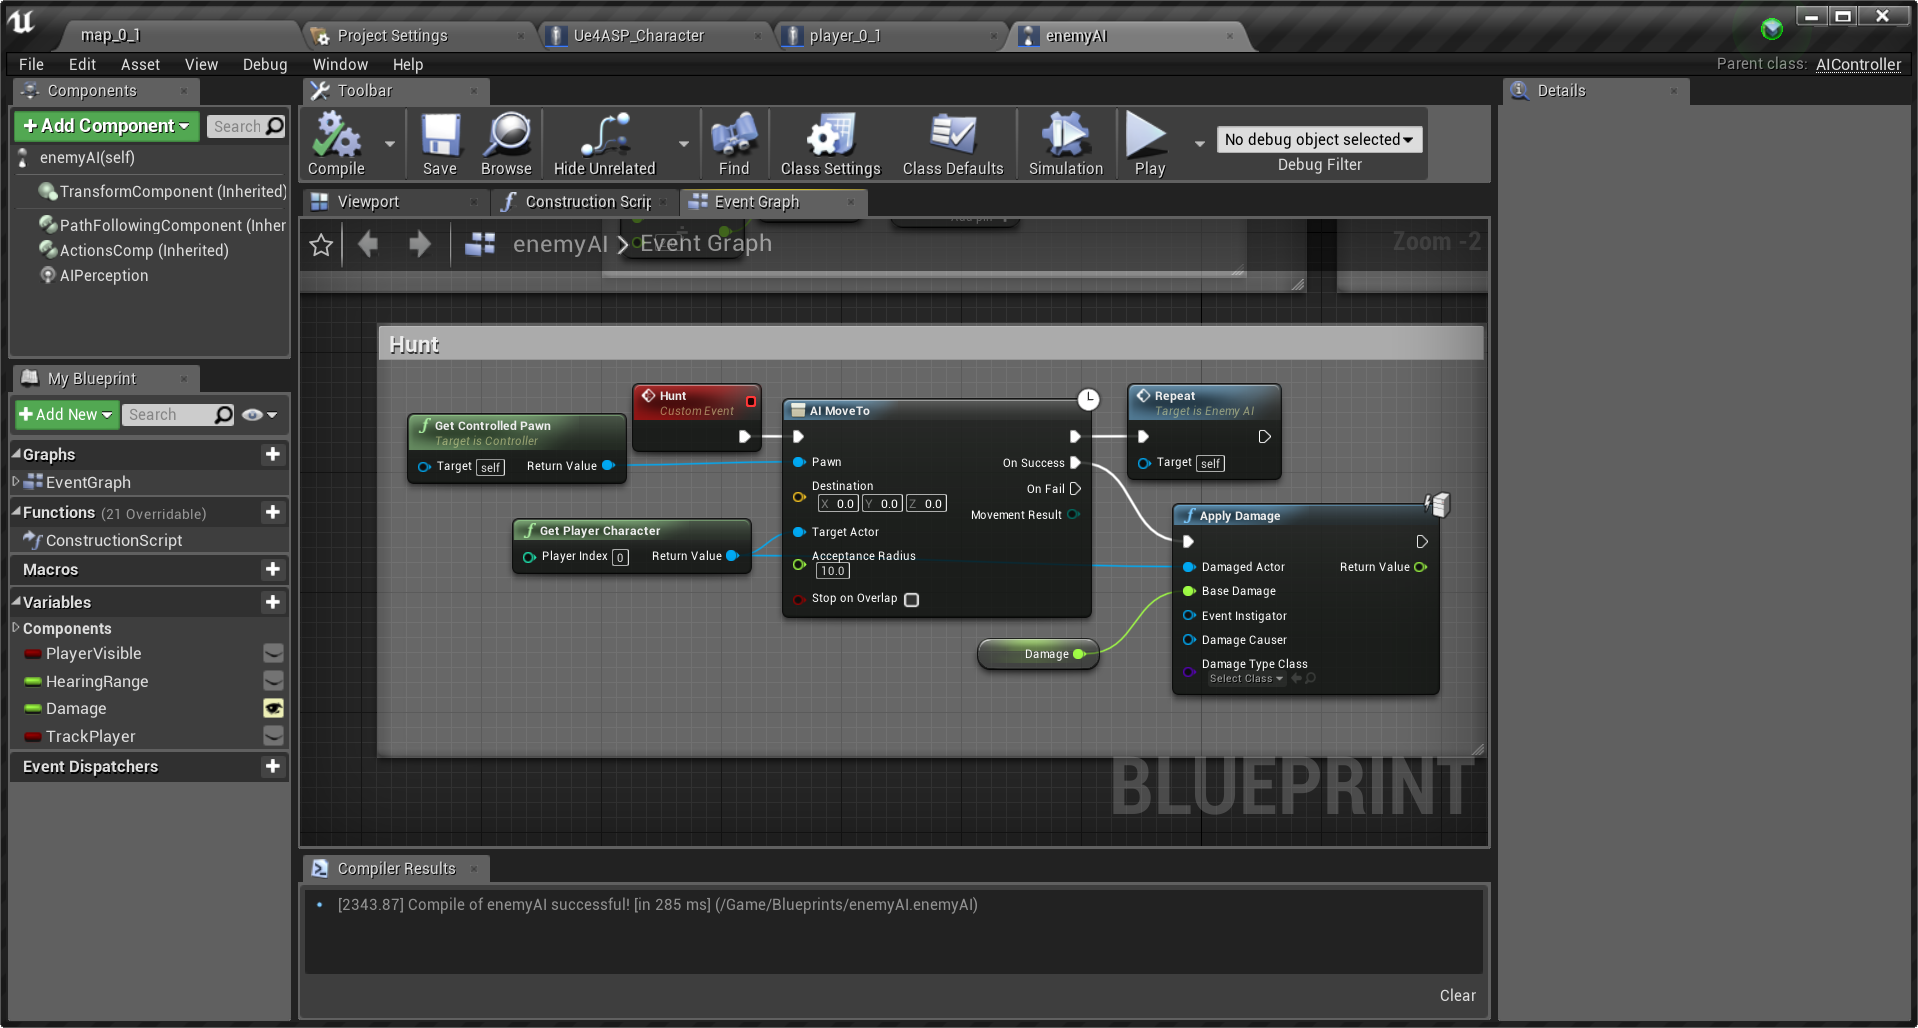 map_0_1
Project Settings
Ue4ASP_Character
player_0_1
enemyAI
File Edit Asset View Debug Window Help
Parent class: AIController
Components
Toolbar
Details
+ Add Component
Search
enemyAI(self)
TransformComponent (Inherited)
PathFollowingComponent (Inher
ActionsComp (Inherited)
AIPerception
Compile
Save
Browse
Hide Unrelated
Find
Class Settings
Class Defaults
Simulation
Play
No debug object selected
Debug Filter
Viewport
Construction Scrip
Event Graph
enemyAI > Event Graph
Zoom -2
My Blueprint
+ Add New
Search
Graphs
EventGraph
Functions (21 Overridable)
ConstructionScript
Macros
Variables
Components
PlayerVisible
HearingRange
Damage
TrackPlayer
Event Dispatchers
Hunt
Get Controlled Pawn
Target is Controller
Target self Return Value
Hunt
Custom Event
Get Player Character
Player Index 0 Return Value
AI MoveTo
Pawn
On Success
Destination
X 0.0 Y 0.0 Z 0.0
On Fail
Movement Result
Target Actor
Acceptance Radius
10.0
Stop on Overlap
Repeat
Target is Enemy AI
Target self
Damage
Apply Damage
Damaged Actor Return Value
Base Damage
Event Instigator
Damage Causer
Damage Type Class
Select Class
BLUEPRINT
Compiler Results
[2343.87] Compile of enemyAI successful! [in 285 ms] (/Game/Blueprints/enemyAI.enemyAI)
Clear